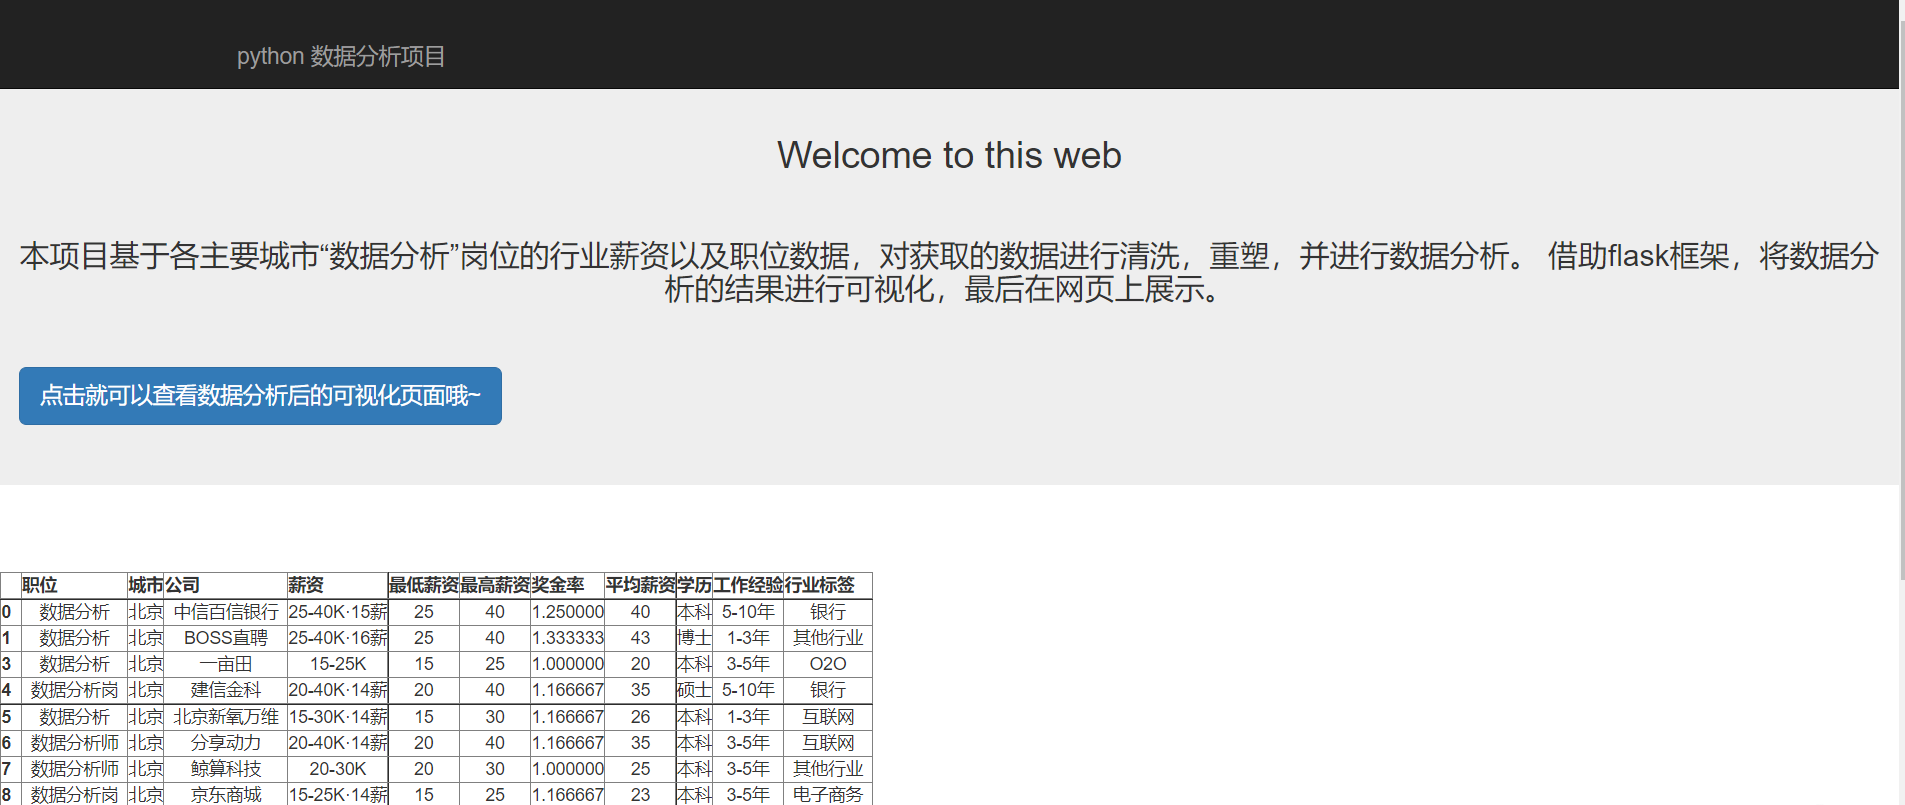 python 数据分析项目
Welcome to this web
本项目基于各主要城市“数据分析”岗位的行业薪资以及职位数据，对获取的数据进行清洗，重塑，并进行数据分析。 借助flask框架，将数据分
析的结果进行可视化，最后在网页上展示。
点击就可以查看数据分析后的可视化页面哦~
职位 城市 公司 薪资 最低薪资 最高薪资 奖金率 平均薪资 学历 工作经验 行业标签
0 数据分析 北京 中信百信银行 25-40K·15薪 25 40 1.250000 40 本科 5-10年 银行
1 数据分析 北京 BOSS直聘 25-40K·16薪 25 40 1.333333 43 博士 1-3年 其他行业
3 数据分析 北京 一亩田 15-25K 15 25 1.000000 20 本科 3-5年 O2O
4 数据分析岗 北京 建信金科 20-40K·14薪 20 40 1.166667 35 硕士 5-10年 银行
5 数据分析 北京 北京新氧万维 15-30K·14薪 15 30 1.166667 26 本科 1-3年 互联网
6 数据分析师 北京 分享动力 20-40K·14薪 20 40 1.166667 35 本科 3-5年 互联网
7 数据分析师 北京 鲸算科技 20-30K 20 30 1.000000 25 本科 3-5年 其他行业
8 数据分析岗 北京 京东商城 15-25K·14薪 15 25 1.166667 23 本科 3-5年 电子商务